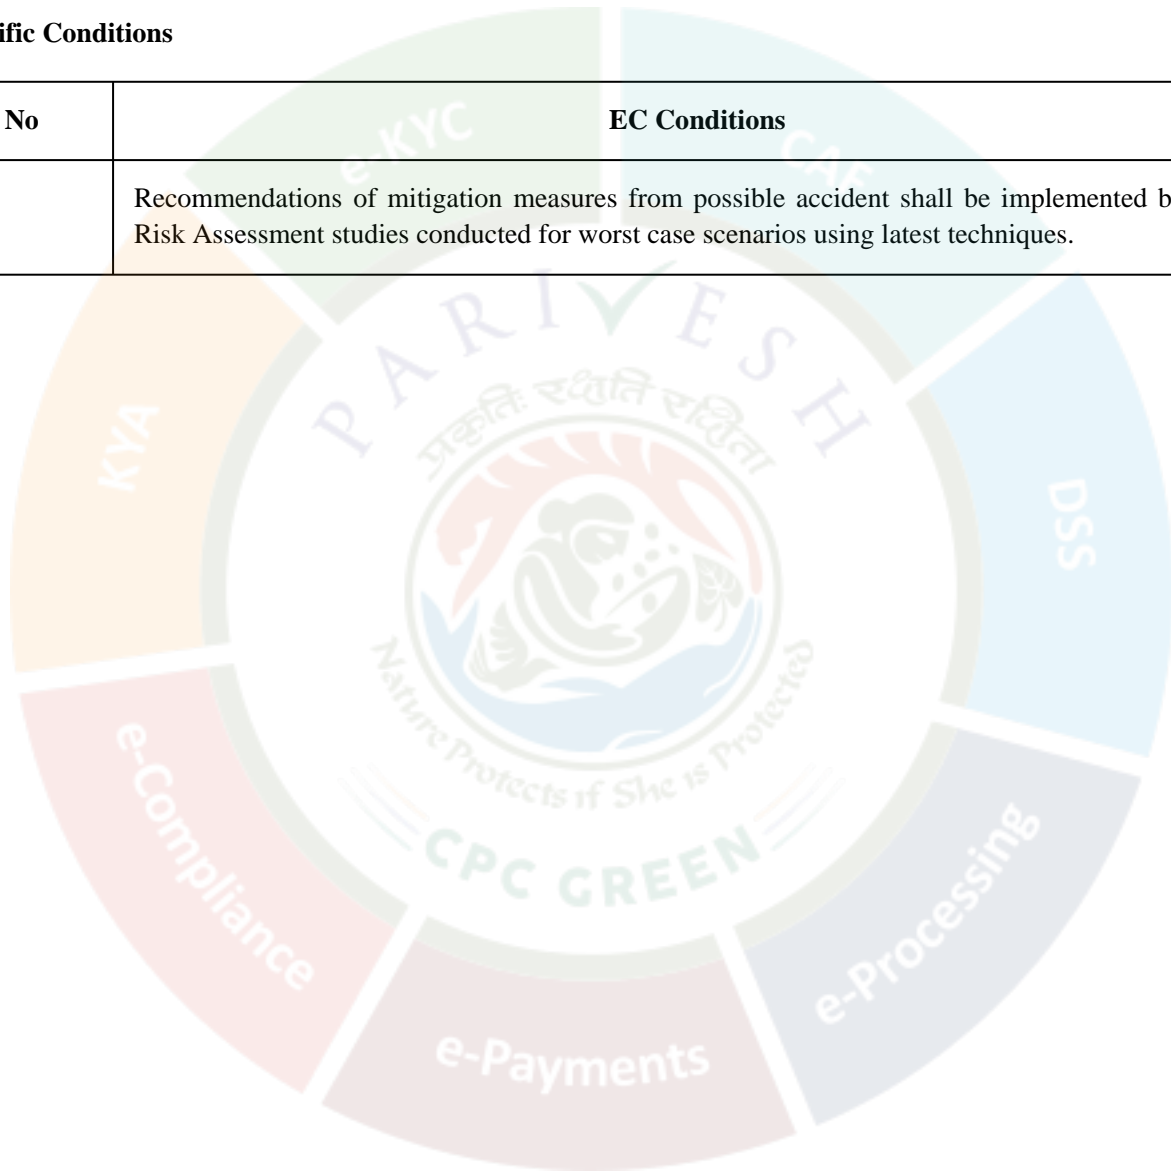 ific Conditions
No
EC Conditions
Recommendations of mitigation measures from possible accident shall be implemented b
Risk Assessment studies conducted for worst case scenarios using latest techniques.
e-KYC
CAF
KYA
DSS
PARIVESH
प्रकृतिः रक्षति रक्षिता
Nature Protects if She is Protected
CPC GREEN
e-Compliance
e-Processing
e-Payments